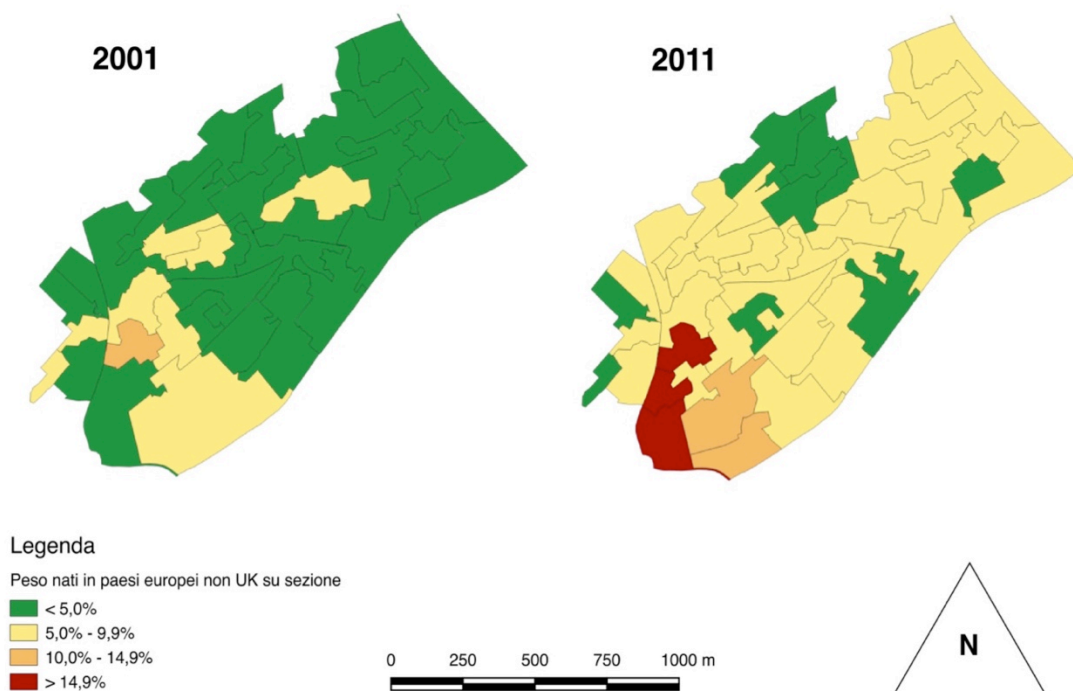 2001
2011
Legenda
Peso nati in paesi europei non UK su sezione
< 5,0%
5,0% - 9,9%
10,0% - 14,9%
> 14,9%
0 250 500 750 1000 m
N